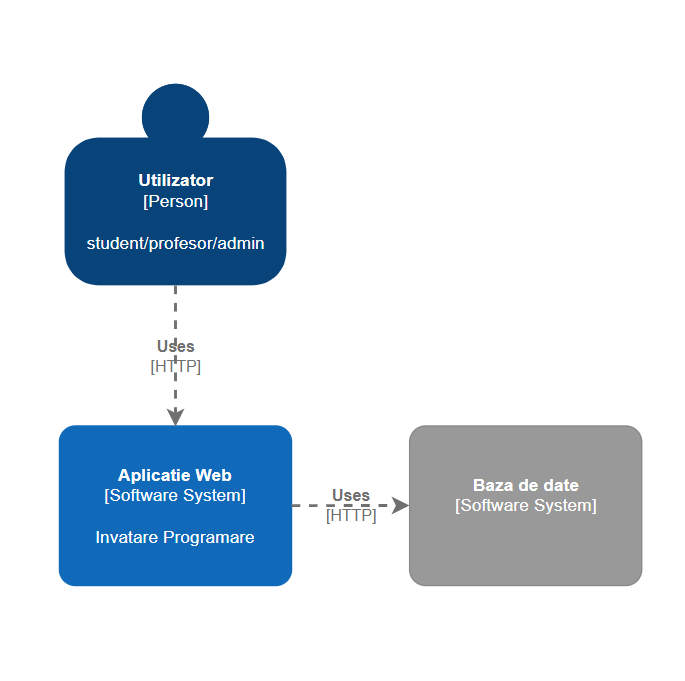 Utilizator
[Person]
student/profesor/admin
Uses
[HTTP]
Aplicatie Web
[Software System]
Invatare Programare
Uses
[HTTP]
Baza de date
[Software System]